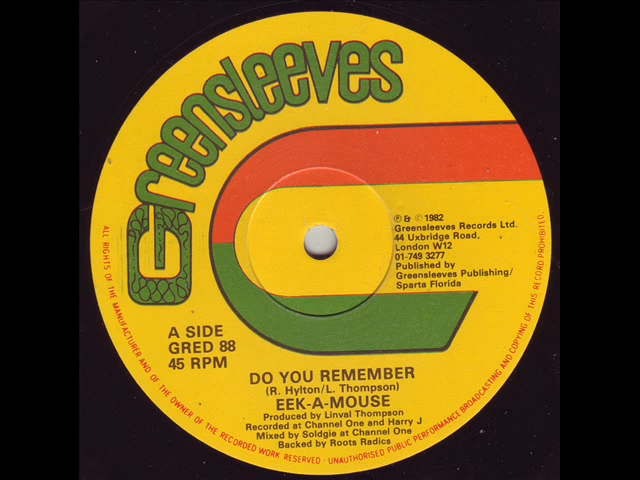 Greensleeves
℗ & © 1982
Greensleeves Records Ltd.
44 Uxbridge Road,
London W12
01-749 3277
Published by
Greensleeves Publishing/
Sparta Florida
A SIDE
GRED 88
45 RPM
DO YOU REMEMBER
(R. Hylton/L. Thompson)
EEK-A-MOUSE
Produced by Linval Thompson
Recorded at Channel One and Harry J
Mixed by Soldgie at Channel One
Backed by Roots Radics
ALL RIGHTS OF THE MANUFACTURER AND OF THE OWNER OF THE RECORDED WORK RESERVED · UNAUTHORISED PUBLIC PERFORMANCE BROADCASTING AND COPYING OF THIS RECORD PROHIBITED.